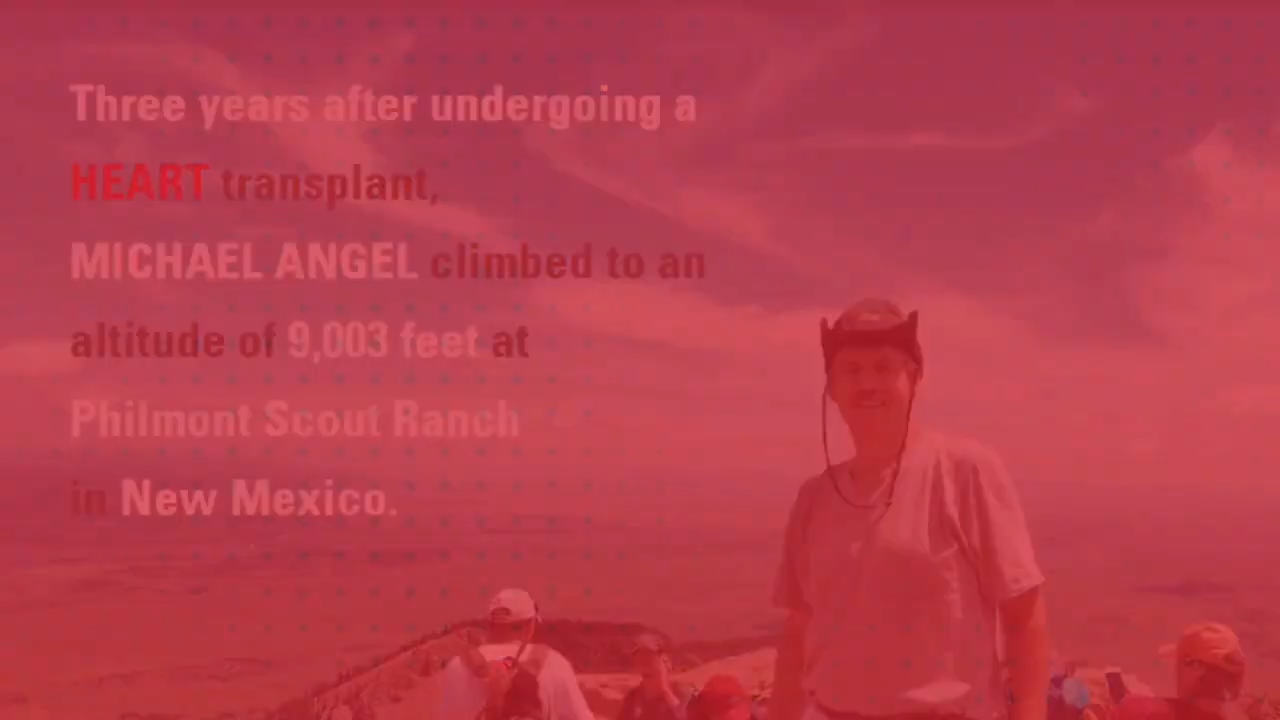 Three years after undergoing a
HEART transplant,
MICHAEL ANGEL climbed to an
altitude of 9,003 feet at
Philmont Scout Ranch
in New Mexico.